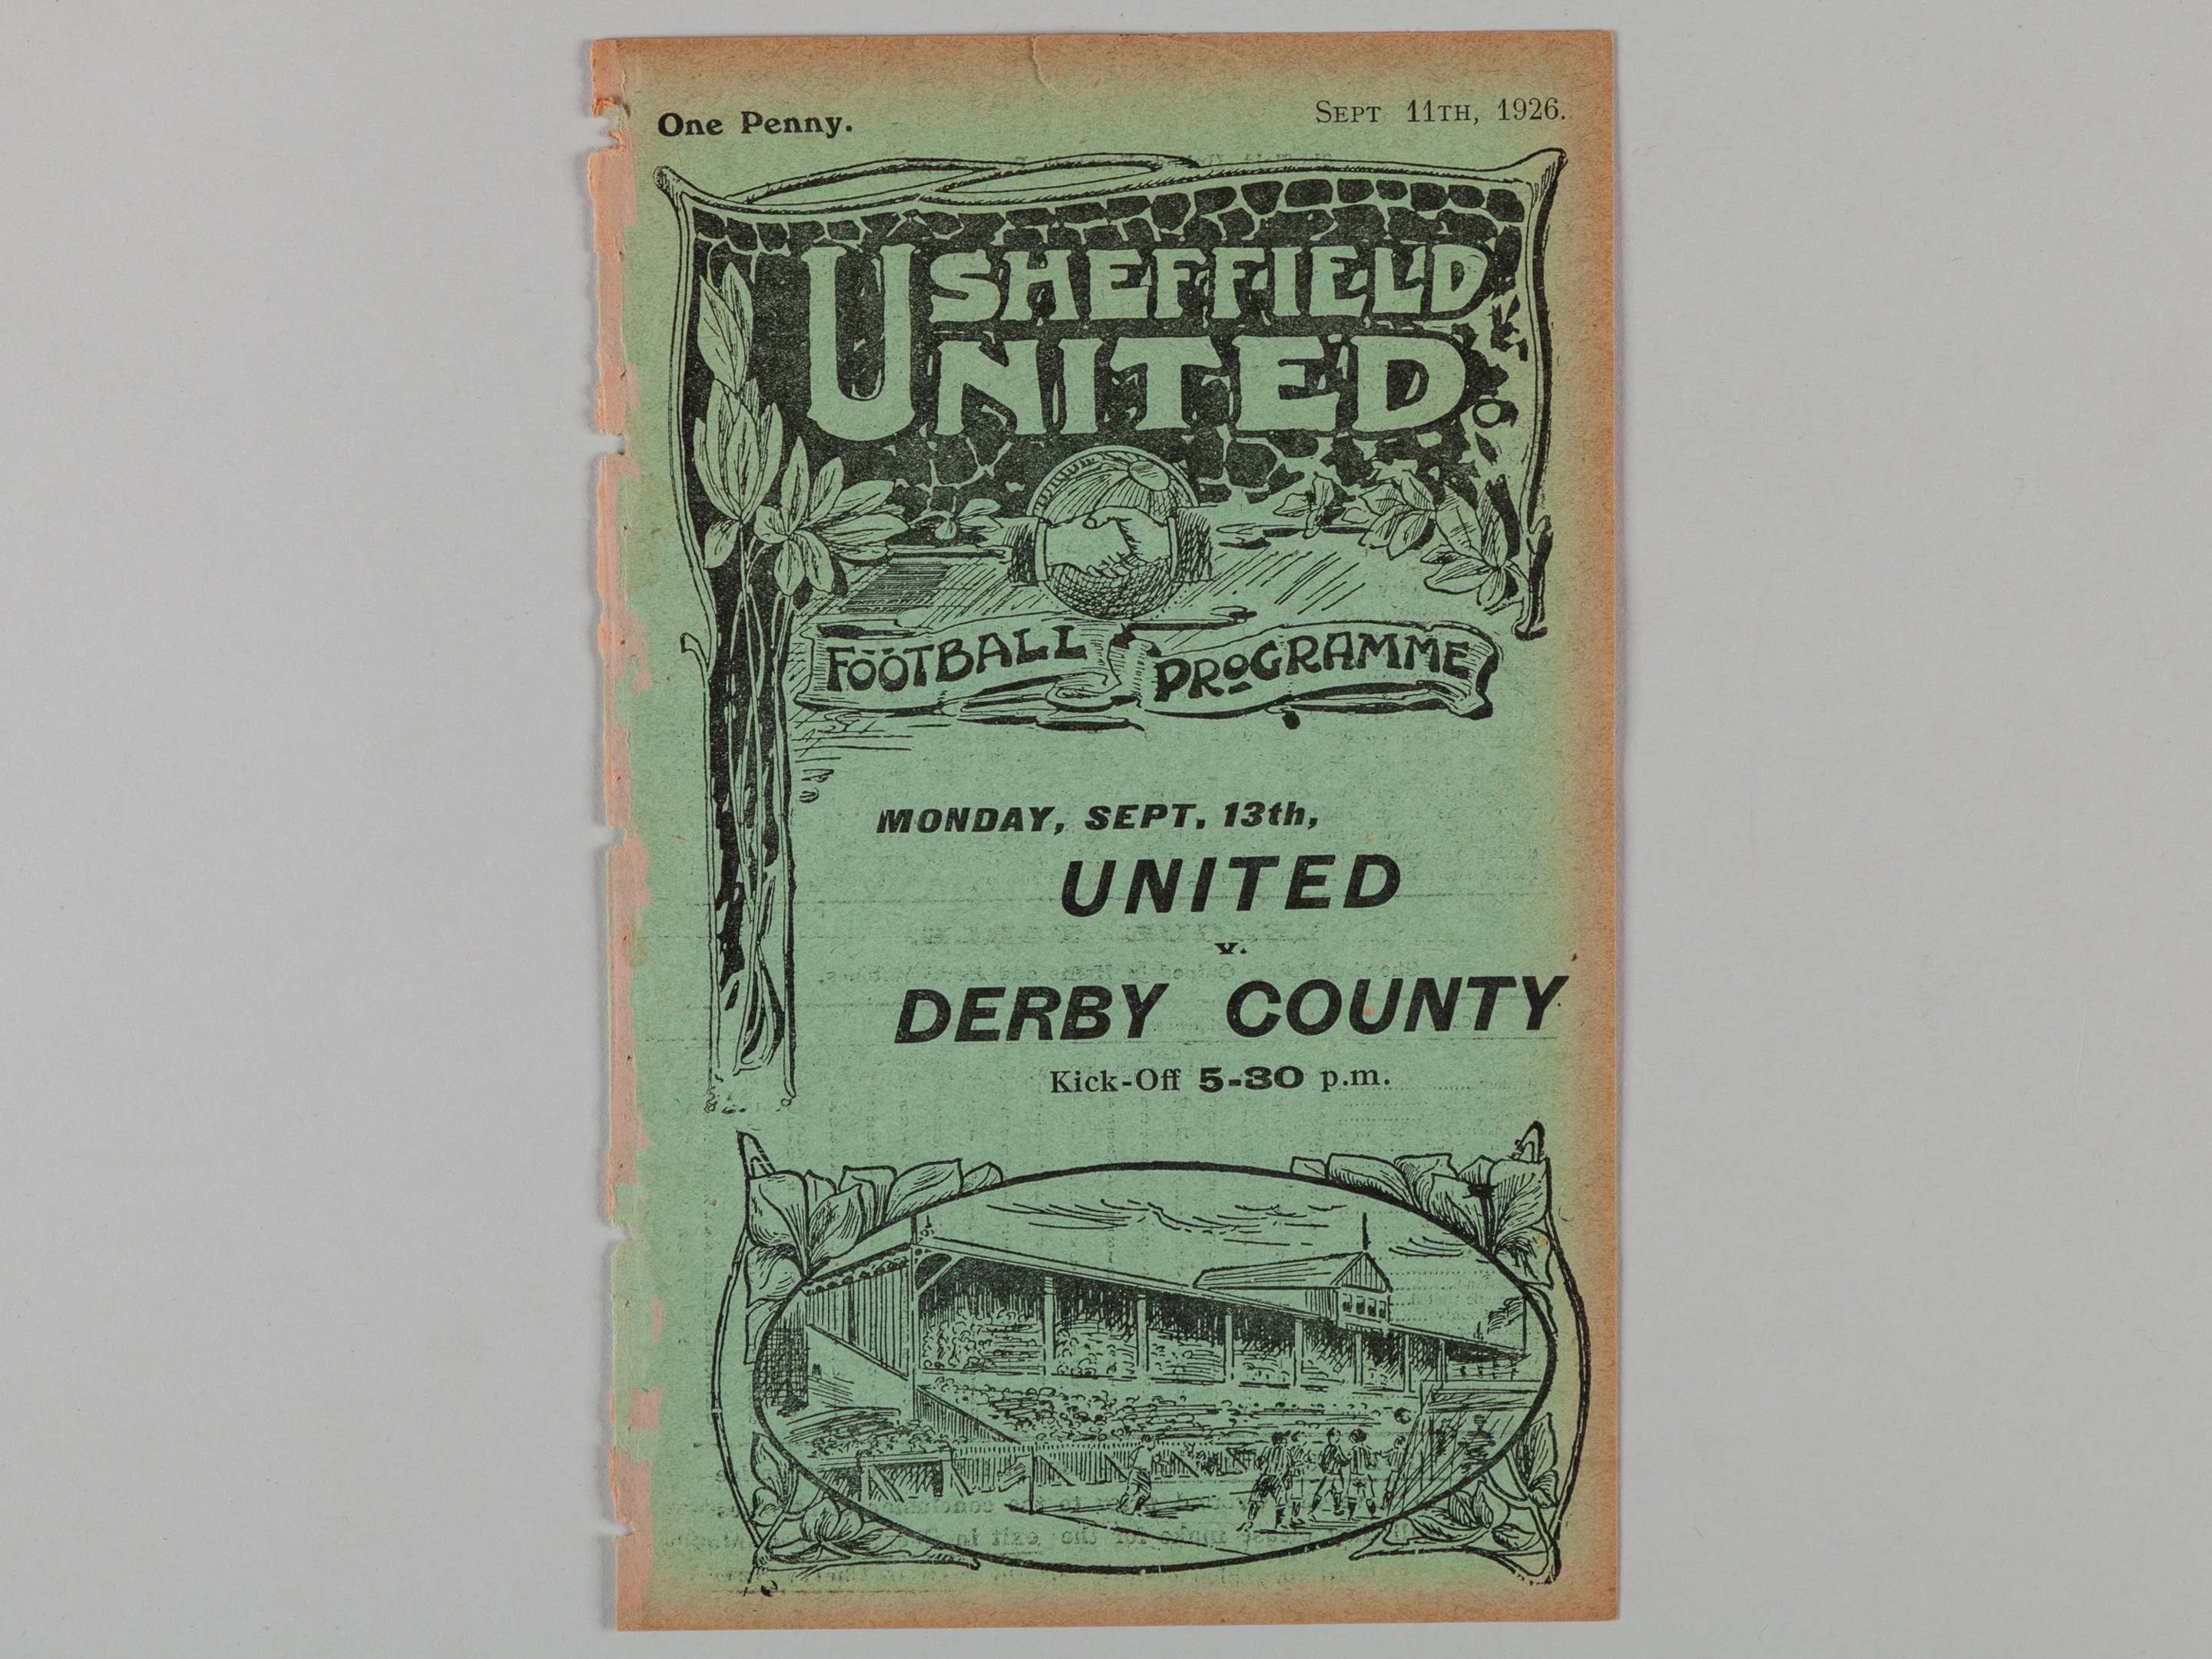 One Penny.
SEPT 11TH, 1926.
SHEFFIELD
UNITED
FOOTBALL PROGRAMME
MONDAY, SEPT. 13th,
UNITED
v.
DERBY COUNTY
Kick-Off 5-30 p.m.